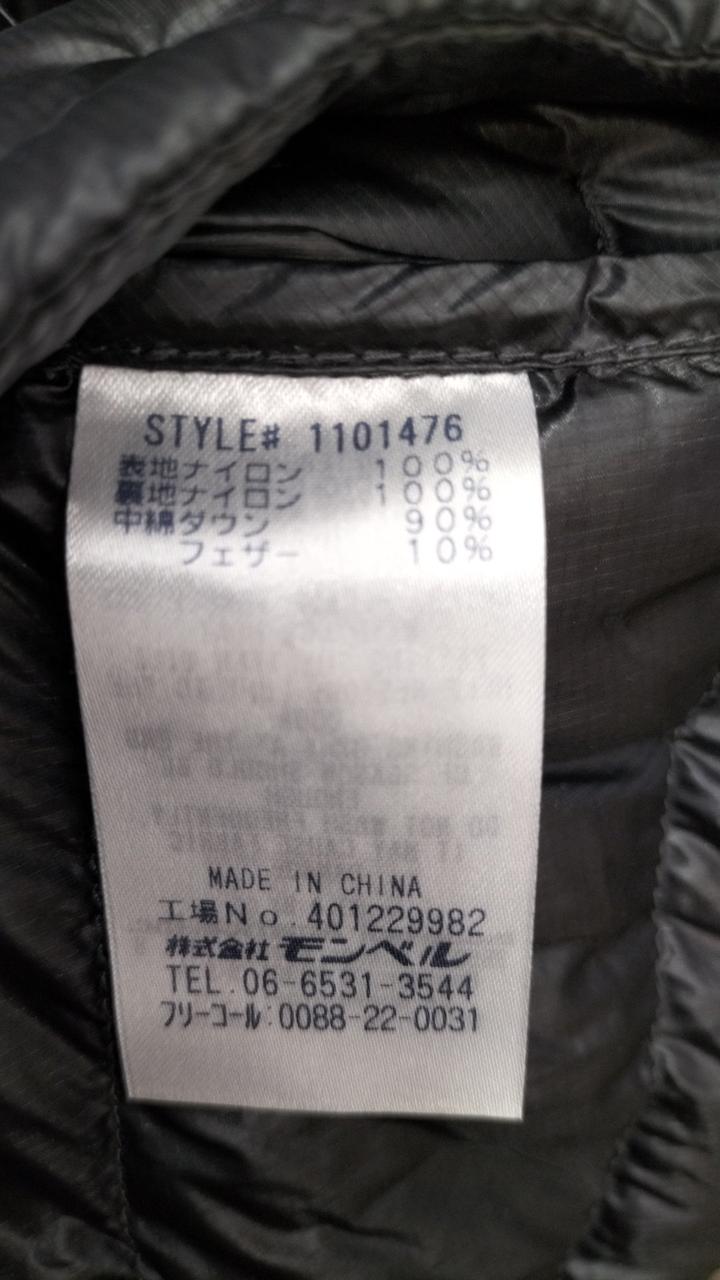 STYLE# 1101476
表地ナイロン 100%
裏地ナイロン 100%
中綿ダウン 90%
フェザー 10%
MADE IN CHINA
工場No.401229982
株式会社モンベル
TEL.06-6531-3544
フリーコール:0088-22-0031